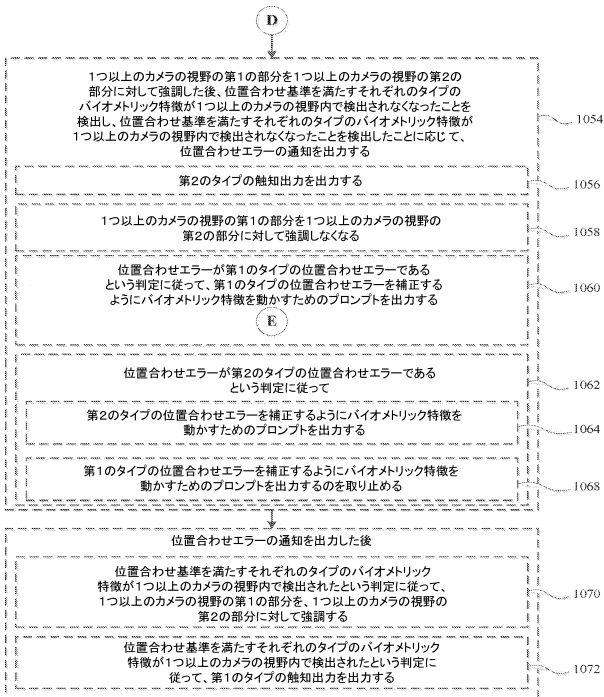 D
1つ以上のカメラの視野の第1の部分を1つ以上のカメラの視野の第2の
部分に対して強調した後、位置合わせ基準を満たすそれぞれのタイプの
バイオメトリック特徴が1つ以上のカメラの視野内で検出されなくなったことを
検出し、位置合わせ基準を満たすそれぞれのタイプのバイオメトリック特徴が
1つ以上のカメラの視野内で検出されなくなったことを検出したことに応じて、
位置合わせエラーの通知を出力する
1054
第2のタイプの触知出力を出力する
1056
1つ以上のカメラの視野の第1の部分を1つ以上のカメラの視野の
第2の部分に対して強調しなくなる
1058
位置合わせエラーが第1のタイプの位置合わせエラーである
という判定に従って、第1のタイプの位置合わせエラーを補正する
ようにバイオメトリック特徴を動かすためのプロンプトを出力する
1060
E
位置合わせエラーが第2のタイプの位置合わせエラーである
という判定に従って
1062
第2のタイプの位置合わせエラーを補正するようにバイオメトリック特徴を
動かすためのプロンプトを出力する
1064
第1のタイプの位置合わせエラーを補正するようにバイオメトリック特徴を
動かすためのプロンプトを出力するのを取り止める
1068
位置合わせエラーの通知を出力した後
位置合わせ基準を満たすそれぞれのタイプのバイオメトリック
特徴が1つ以上のカメラの視野内で検出されたという判定に従って、
1つ以上のカメラの視野の第1の部分を、1つ以上のカメラの視野の
第2の部分に対して強調する
1070
位置合わせ基準を満たすそれぞれのタイプのバイオメトリック
特徴が1つ以上のカメラの視野内で検出されたという判定に
従って、第1のタイプの触知出力を出力する
1072